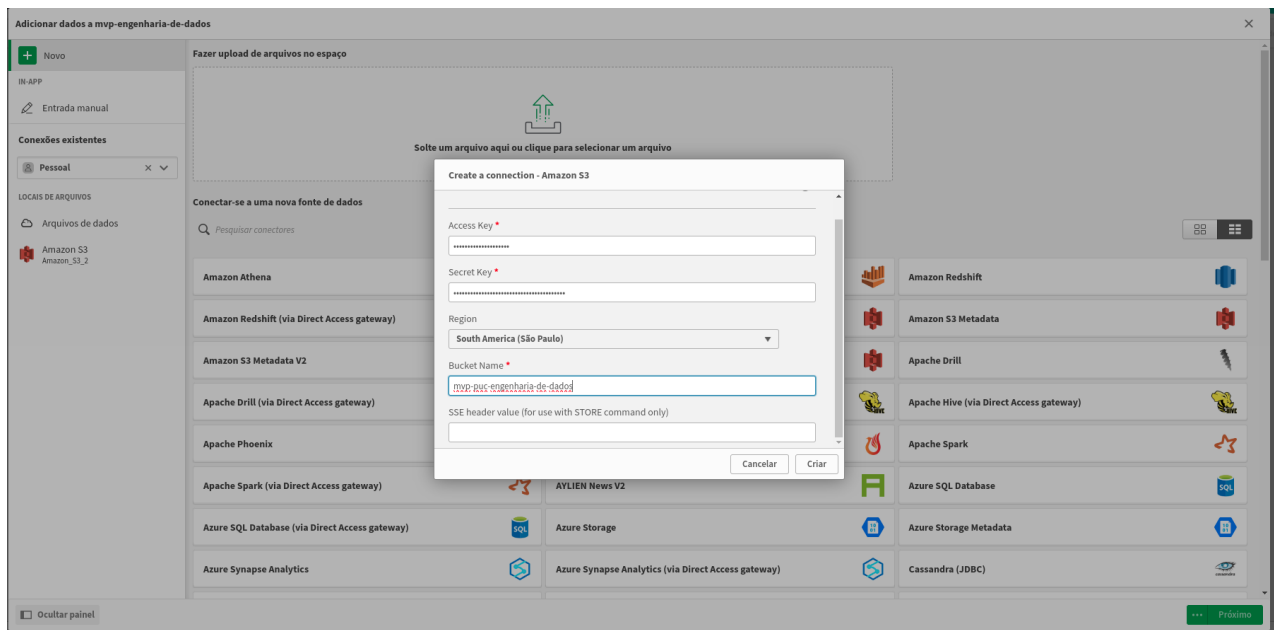 Adicionar dados a mvp-engenharia-de-dados
Novo
IN-APP
Entrada manual
Conexões existentes
Pessoal
LOCAIS DE ARQUIVOS
Arquivos de dados
Amazon S3
Amazon_S3_2
Fazer upload de arquivos no espaço
Solte um arquivo aqui ou clique para selecionar um arquivo
Conectar-se a uma nova fonte de dados
Pesquisar conectores
Create a connection - Amazon S3
Access Key *
••••••••••••••••••••
Secret Key *
••••••••••••••••••••••••••••••••••••••••
Region
South America (São Paulo)
Bucket Name *
mvp-puc-engenharia-de-dados
SSE header value (for use with STORE command only)
Cancelar Criar
Amazon Athena
Amazon Redshift
Amazon Redshift (via Direct Access gateway)
Amazon S3 Metadata
Amazon S3 Metadata V2
Apache Drill
Apache Drill (via Direct Access gateway)
HIVE
Apache Hive (via Direct Access gateway)
HIVE
Apache Phoenix
Apache Spark
Apache Spark (via Direct Access gateway)
AYLIEN News V2
Azure SQL Database
SQL
Azure SQL Database (via Direct Access gateway)
SQL
Azure Storage
Azure Storage Metadata
Azure Synapse Analytics
Azure Synapse Analytics (via Direct Access gateway)
Cassandra (JDBC)
cassandra
Ocultar painel
Próximo